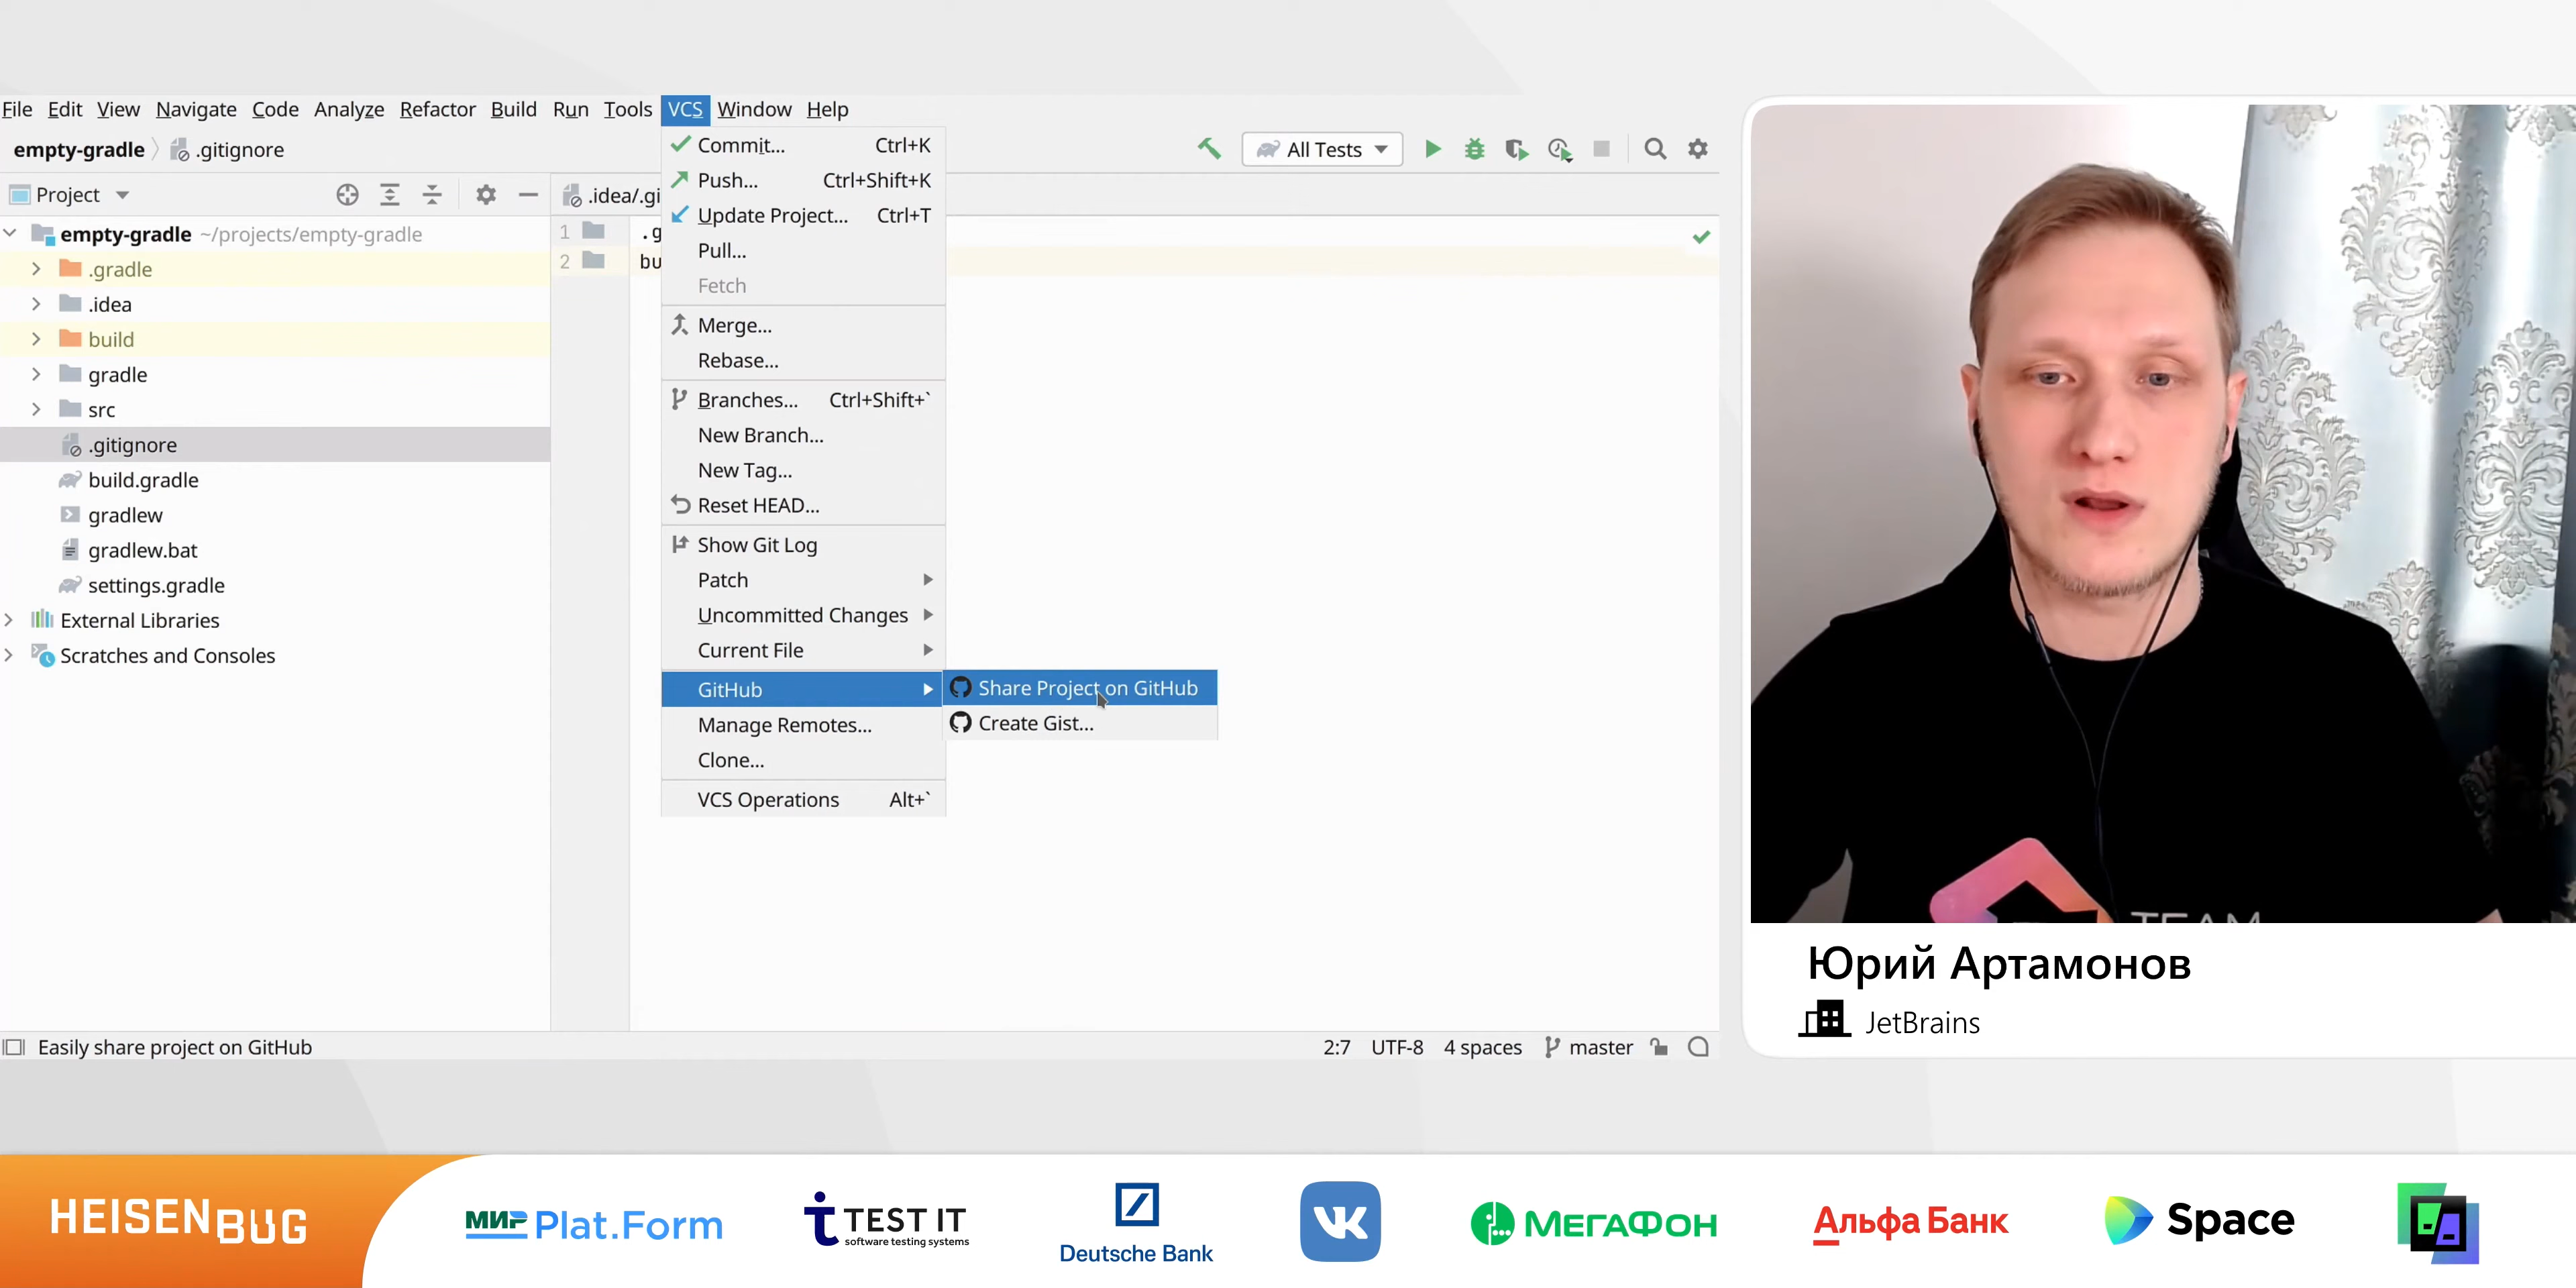 File Edit View Navigate Code Analyze Refactor Build Run Tools VCS Window Help
empty-gradle .gitignore
All Tests
Project
.idea/.gi
empty-gradle ~/projects/empty-gradle
.gradle
.idea
build
gradle
src
.gitignore
build.gradle
gradlew
gradlew.bat
settings.gradle
External Libraries
Scratches and Consoles
1 .g
2 bu
Commit... Ctrl+K
Push... Ctrl+Shift+K
Update Project... Ctrl+T
Pull...
Fetch
Merge...
Rebase...
Branches... Ctrl+Shift+`
New Branch...
New Tag...
Reset HEAD...
Show Git Log
Patch
Uncommitted Changes
Current File
GitHub
Manage Remotes...
Clone...
VCS Operations Alt+`
Share Project on GitHub
Create Gist...
Easily share project on GitHub
2:7 UTF-8 4 spaces master
TEAM
Юрий Артамонов
JetBrains
HEISENBUG
МИР Plat.Form
TEST IT
software testing systems
Deutsche Bank
VK
МЕГАФОН
Альфа Банк
Space